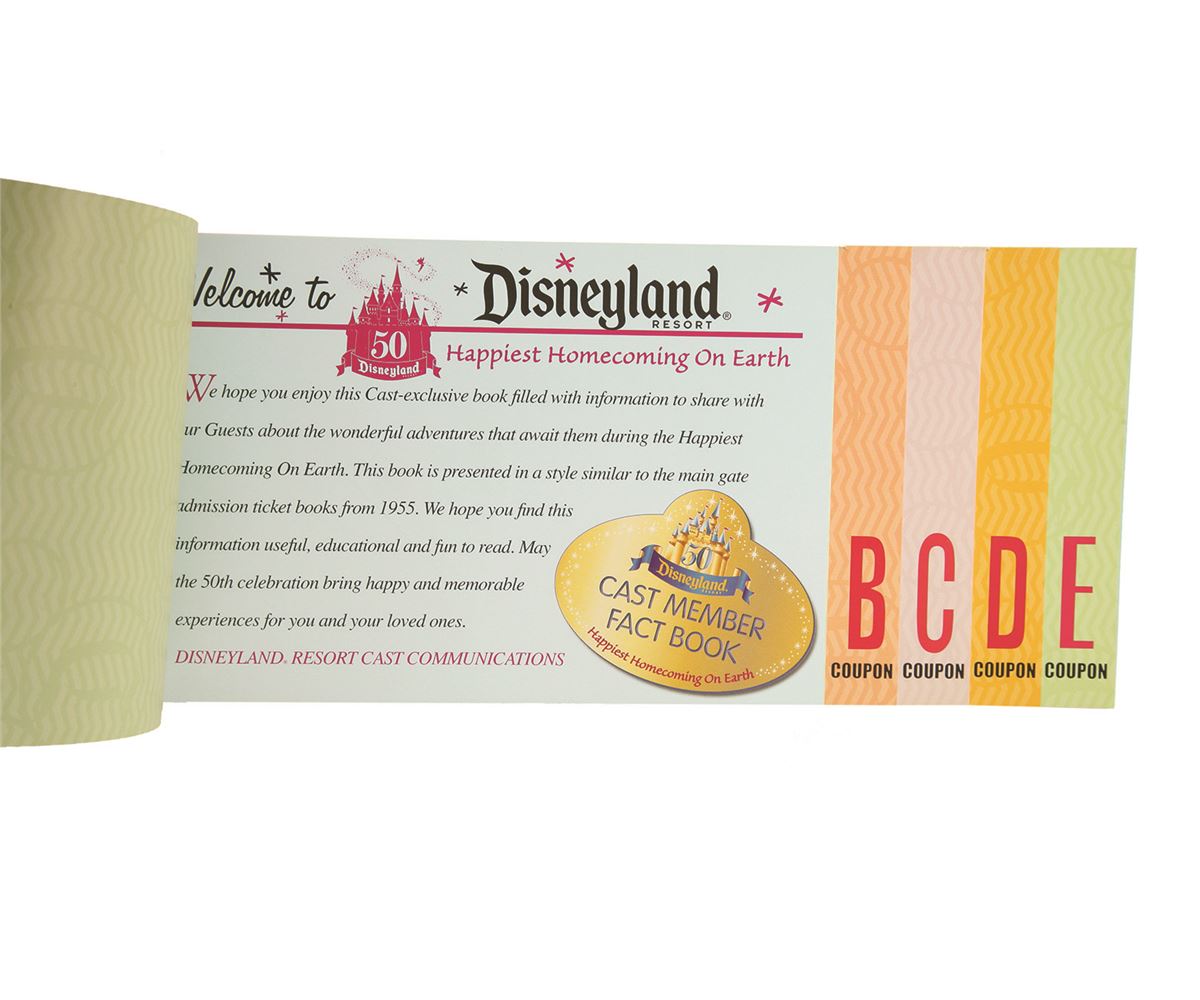 Welcome to
Disneyland®
RESORT
50
Disneyland
Happiest Homecoming On Earth
We hope you enjoy this Cast-exclusive book filled with information to share with
ur Guests about the wonderful adventures that await them during the Happiest
Homecoming On Earth. This book is presented in a style similar to the main gate
admission ticket books from 1955. We hope you find this
information useful, educational and fun to read. May
the 50th celebration bring happy and memorable
experiences for you and your loved ones.
DISNEYLAND® RESORT CAST COMMUNICATIONS
50
Disneyland
RESORT
CAST MEMBER
FACT BOOK
Happiest Homecoming On Earth
B
COUPON
C
COUPON
D
COUPON
E
COUPON